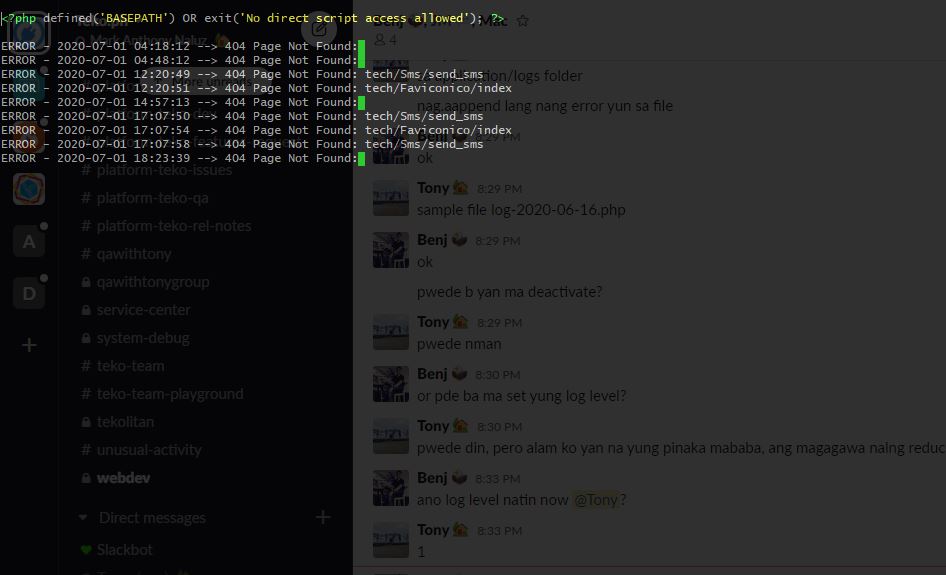 <?php defined('BASEPATH') OR exit('No direct script access allowed'); ?>
ERROR - 2020-07-01 04:18:12 --> 404 Page Not Found:
ERROR - 2020-07-01 04:48:12 --> 404 Page Not Found:
ERROR - 2020-07-01 12:20:49 --> 404 Page Not Found: tech/Sms/send_sms
ERROR - 2020-07-01 12:20:51 --> 404 Page Not Found: tech/Faviconico/index
ERROR - 2020-07-01 14:57:13 --> 404 Page Not Found:
ERROR - 2020-07-01 17:07:50 --> 404 Page Not Found: tech/Sms/send_sms
ERROR - 2020-07-01 17:07:54 --> 404 Page Not Found: tech/Faviconico/index
ERROR - 2020-07-01 17:07:58 --> 404 Page Not Found: tech/Sms/send_sms
ERROR - 2020-07-01 18:23:39 --> 404 Page Not Found:
Mark Anthony Naluz
More unreads
# platform-teko-issues
# platform-teko-qa
# platform-teko-rel-notes
# qawithtony
qawithtonygroup
service-center
system-debug
# teko-team
# teko-team-playground
tekolitan
# unusual-activity
webdev
Direct messages
Slackbot
A
D
+
Mac
4
/logs folder
nag.aappend lang nang error yun sa file
Benj 8:29 PM
ok
Tony 8:29 PM
sample file log-2020-06-16.php
Benj 8:29 PM
ok
pwede b yan ma deactivate?
Tony 8:29 PM
pwede nman
Benj 8:30 PM
or pde ba ma set yung log level?
Tony 8:30 PM
pwede din, pero alam ko yan na yung pinaka mababa, ang magagawa nalng reduc
Benj 8:33 PM
ano log level natin now @Tony?
Tony 8:33 PM
1